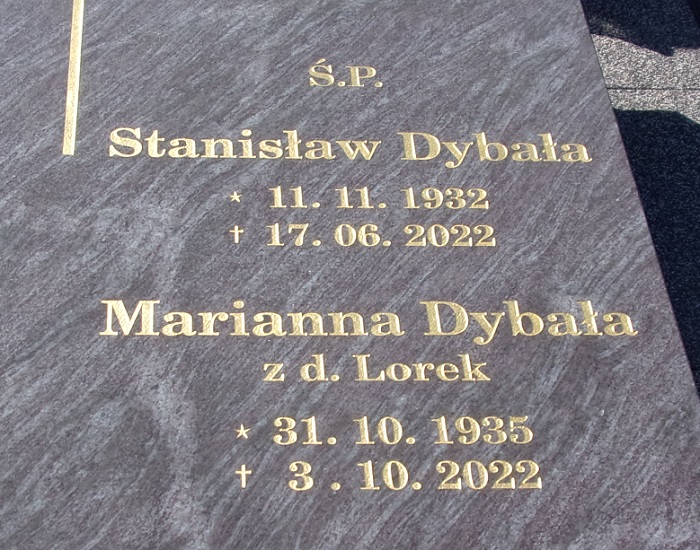 Ś.P.
Stanisław Dybała
* 11. 11. 1932
† 17. 06. 2022
Marianna Dybała
z d. Lorek
* 31. 10. 1935
† 3 . 10. 2022